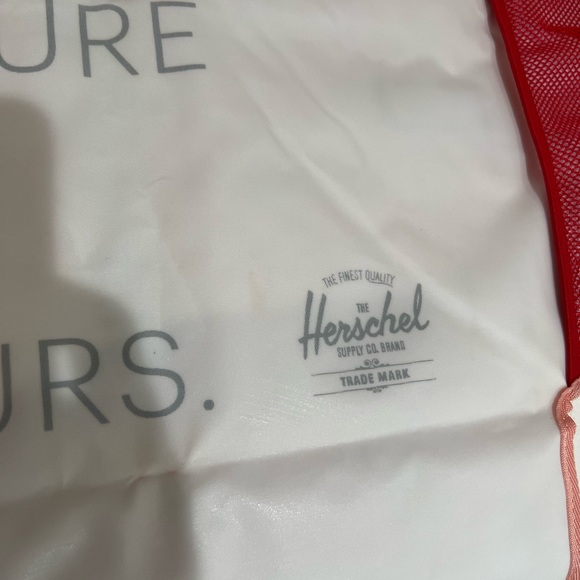 URE
URS.
THE FINEST QUALITY
THE
Herschel
SUPPLY CO. BRAND
TRADE MARK